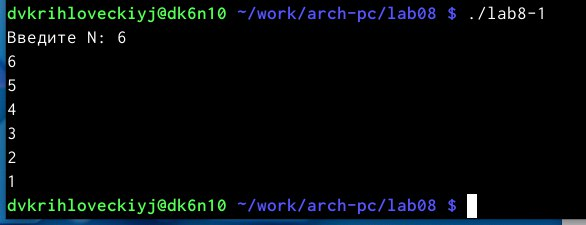 dvkrihloveckiyj@dk6n10 ~/work/arch-pc/lab08 $ ./lab8-1
Введите N: 6
6
5
4
3
2
1
dvkrihloveckiyj@dk6n10 ~/work/arch-pc/lab08 $